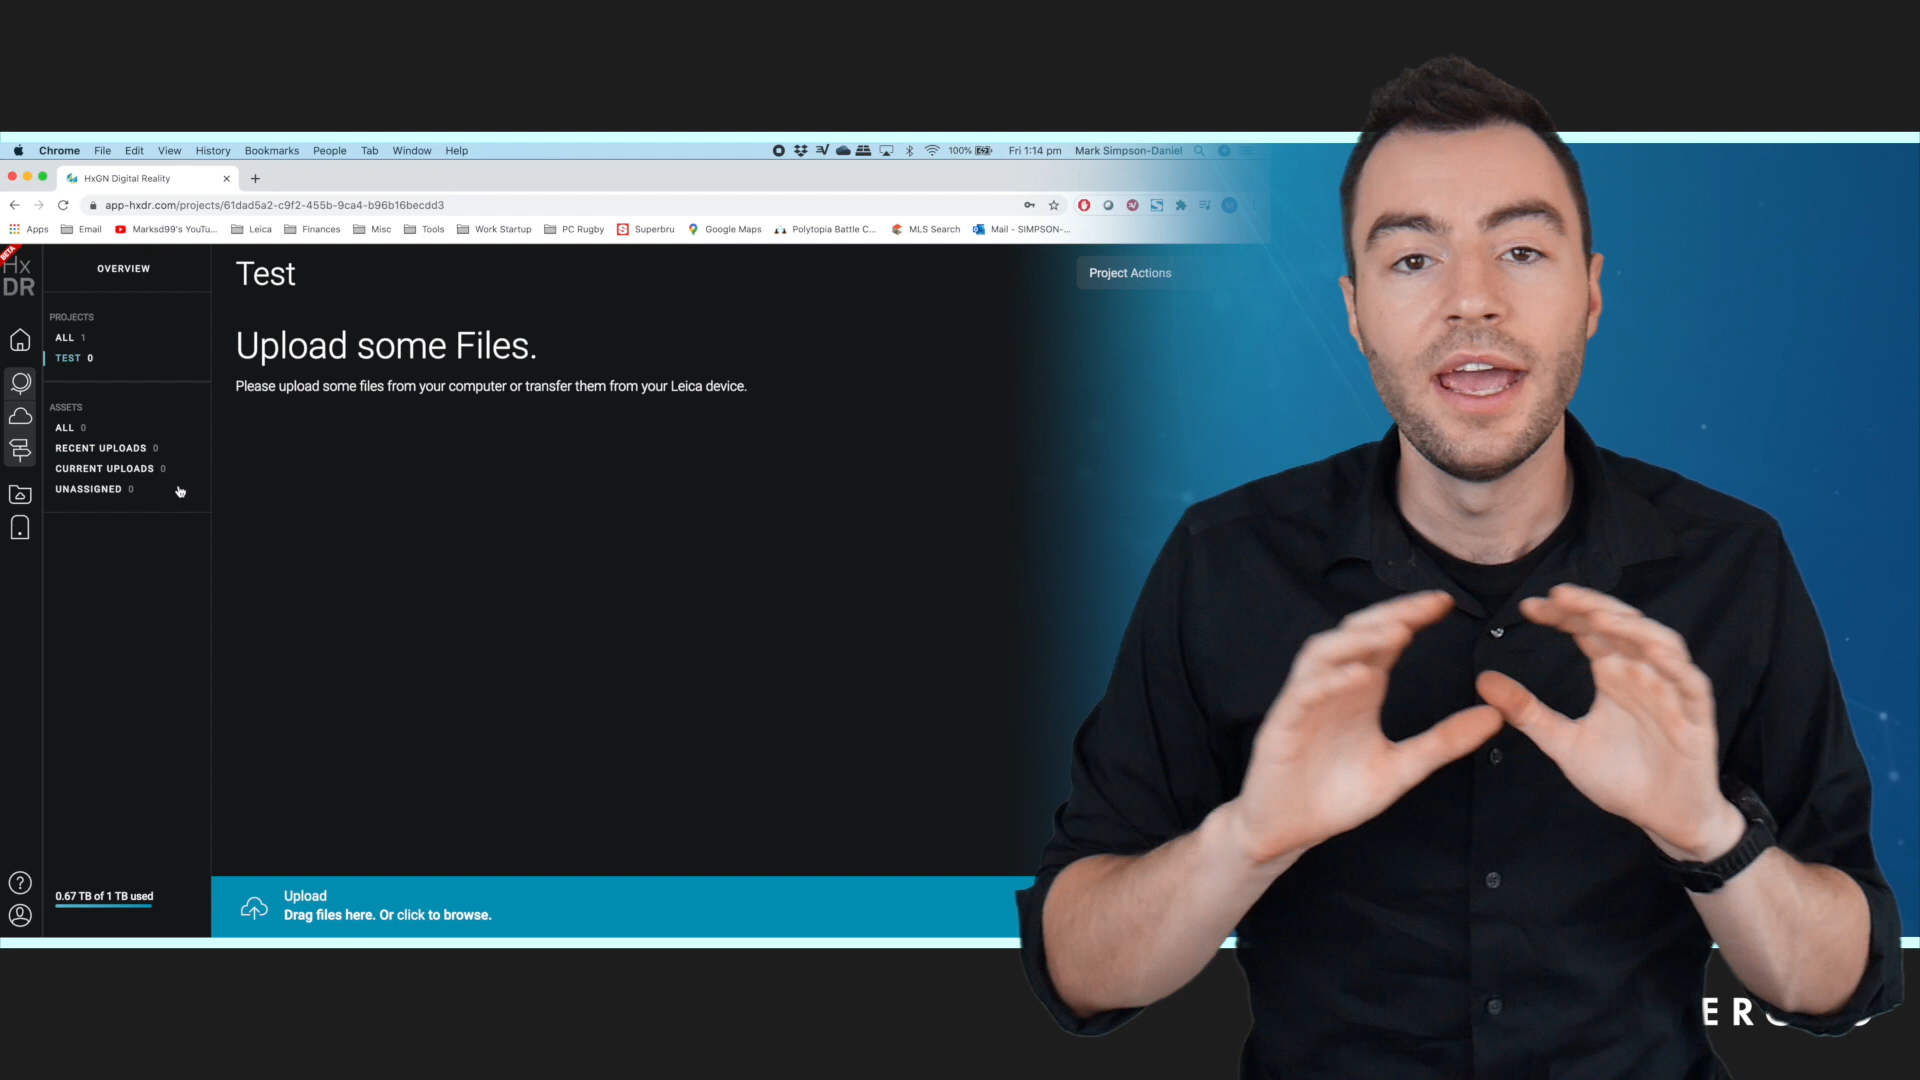 Chrome File Edit View History Bookmarks People Tab Window Help 100% Fri 1:14 pm Mark Simpson-Daniel
HxGN Digital Reality
app-hxdr.com/projects/61dad5a2-c9f2-455b-9ca4-b96b16becdd3
Apps Email Marksd99's YouTu... Leica Finances Misc Tools Work Startup PC Rugby Superbru Google Maps Polytopia Battle C... MLS Search Mail - SIMPSON-...
BETA
Hx
DR
OVERVIEW
PROJECTS
ALL 1
TEST 0
ASSETS
ALL 0
RECENT UPLOADS 0
CURRENT UPLOADS 0
UNASSIGNED 0
0.67 TB of 1 TB used
Test
Project Actions
Upload some Files.
Please upload some files from your computer or transfer them from your Leica device.
Upload
Drag files here. Or click to browse.